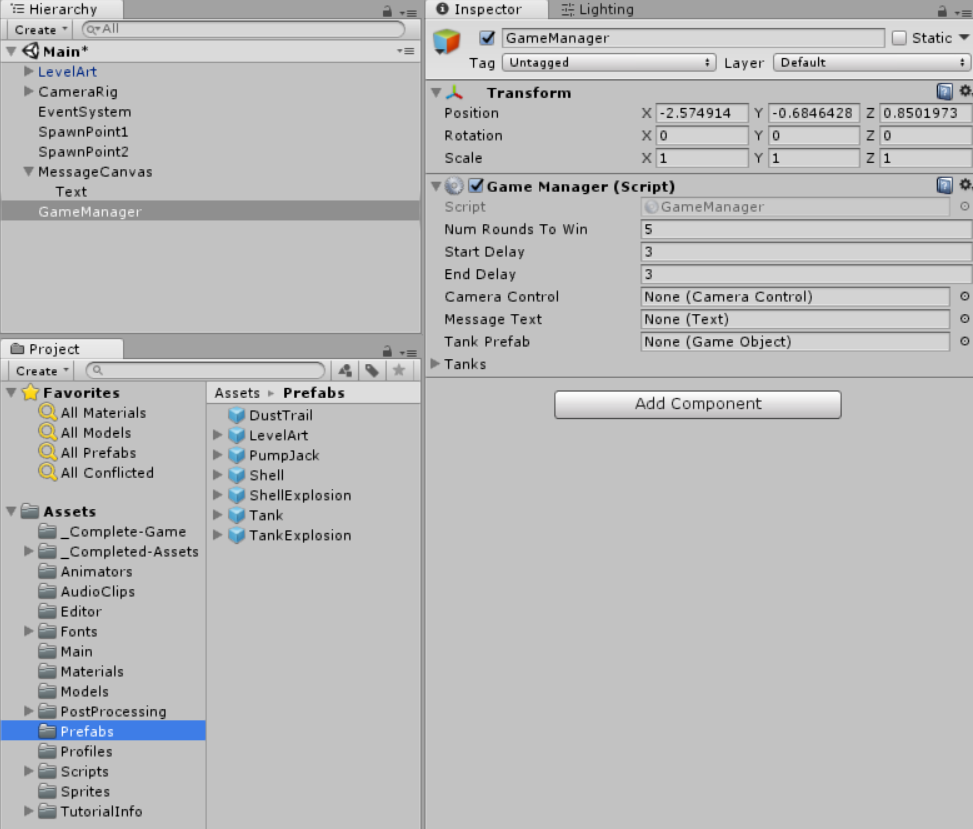 Hierarchy
Create
All
Main*
LevelArt
CameraRig
EventSystem
SpawnPoint1
SpawnPoint2
MessageCanvas
Text
GameManager
Project
Create
Favorites
All Materials
All Models
All Prefabs
All Conflicted
Assets
_Complete-Game
_Completed-Assets
Animators
AudioClips
Editor
Fonts
Main
Materials
Models
PostProcessing
Prefabs
Profiles
Scripts
Sprites
TutorialInfo
Assets Prefabs
DustTrail
LevelArt
PumpJack
Shell
ShellExplosion
Tank
TankExplosion
Inspector Lighting
GameManager Static
Tag Untagged Layer Default
Transform
Position X -2.574914 Y -0.6846428 Z 0.8501973
Rotation X 0 Y 0 Z 0
Scale X 1 Y 1 Z 1
Game Manager (Script)
Script GameManager
Num Rounds To Win 5
Start Delay 3
End Delay 3
Camera Control None (Camera Control)
Message Text None (Text)
Tank Prefab None (Game Object)
Tanks
Add Component